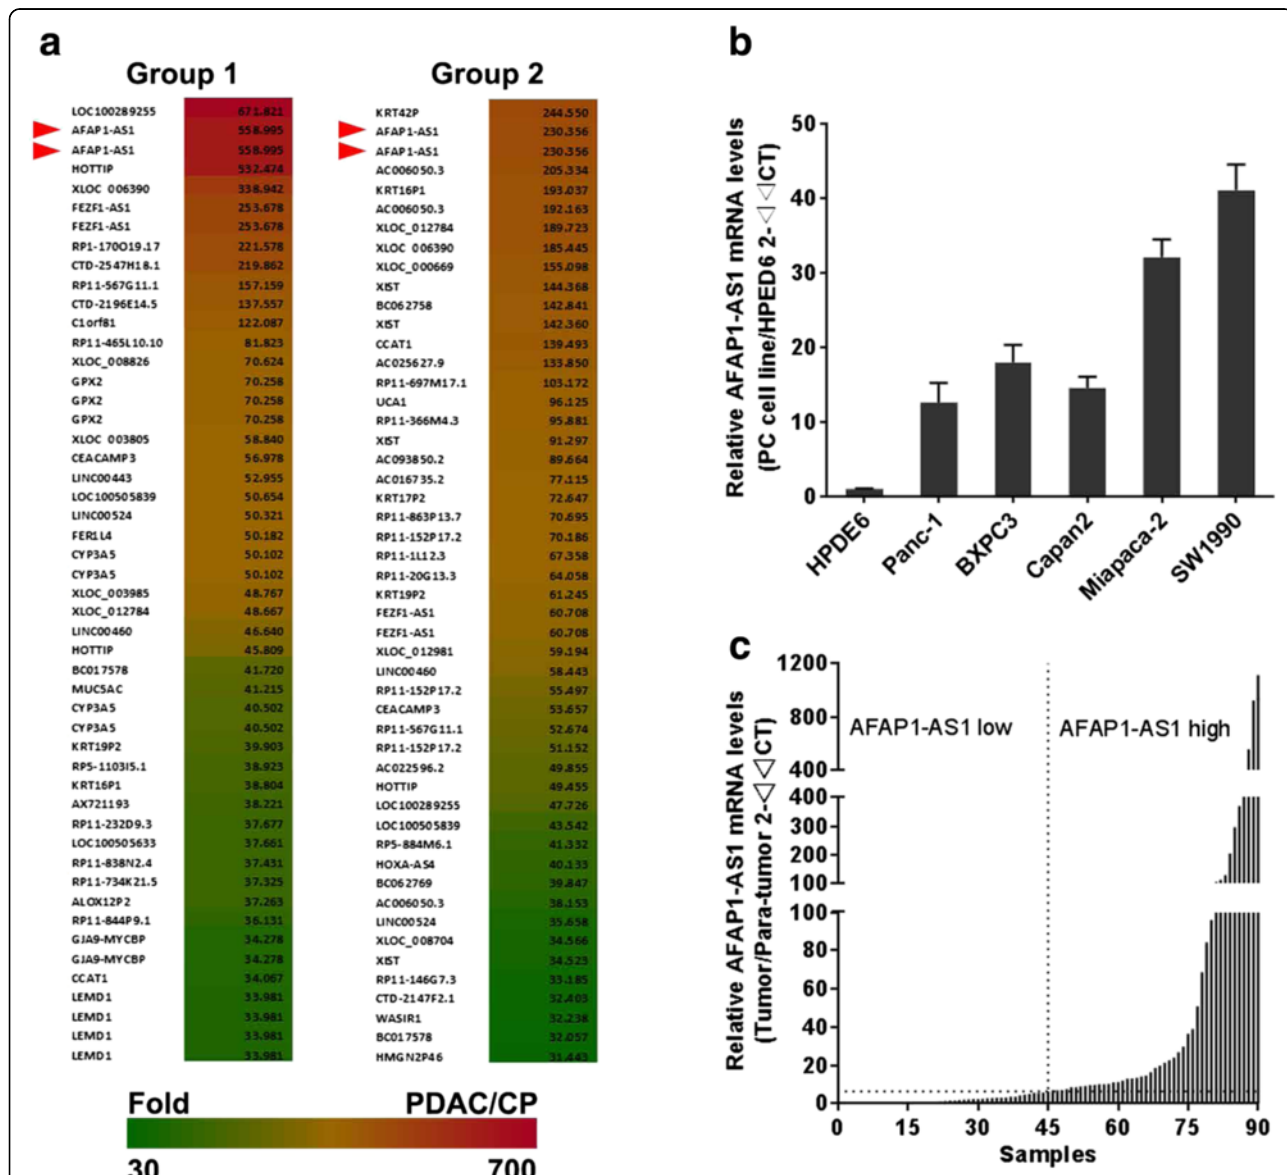 a
Group 1
LOC100289255 671.821
AFAP1-AS1 558.995
AFAP1-AS1 558.995
HOTTIP 532.474
XLOC_006390 338.942
FEZF1-AS1 253.678
FEZF1-AS1 253.678
RP1-170O19.17 221.578
CTD-2547H18.1 219.862
RP11-567G11.1 157.159
CTD-2196E14.5 137.557
C1orf81 122.087
RP11-465L10.10 81.823
XLOC_008826 70.624
GPX2 70.258
GPX2 70.258
GPX2 70.258
XLOC_003805 58.840
CEACAMP3 56.978
LINC00443 52.955
LOC100505839 50.654
LINC00524 50.321
FER1L4 50.182
CYP3A5 50.102
CYP3A5 50.102
XLOC_003985 48.767
XLOC_012784 48.667
LINC00460 46.640
HOTTIP 45.809
BC017578 41.720
MUC5AC 41.215
CYP3A5 40.502
CYP3A5 40.502
KRT19P2 39.903
RP5-1103I5.1 38.923
KRT16P1 38.804
AX721193 38.221
RP11-232D9.3 37.677
LOC100505633 37.661
RP11-838N2.4 37.431
RP11-734K21.5 37.325
ALOX12P2 37.263
RP11-844P9.1 36.131
GJA9-MYCBP 34.278
GJA9-MYCBP 34.278
CCAT1 34.067
LEMD1 33.981
LEMD1 33.981
LEMD1 33.981
LEMD1 33.981
Group 2
KRT42P 244.550
AFAP1-AS1 230.356
AFAP1-AS1 230.356
AC006050.3 205.334
KRT16P1 193.037
AC006050.3 192.163
XLOC_012784 189.723
XLOC_006390 185.445
XLOC_000669 155.098
XIST 144.368
BC062758 142.841
XIST 142.360
CCAT1 139.493
AC025627.9 133.850
RP11-697M17.1 103.172
UCA1 96.125
RP11-366M4.3 95.881
XIST 91.297
AC093850.2 89.664
AC016735.2 77.115
KRT17P2 72.647
RP11-863P13.7 70.695
RP11-152P17.2 70.186
RP11-1L12.3 67.358
RP11-20G13.3 64.058
KRT19P2 61.245
FEZF1-AS1 60.708
FEZF1-AS1 60.708
XLOC_012981 59.194
LINC00460 58.443
RP11-152P17.2 55.497
CEACAMP3 53.657
RP11-567G11.1 52.674
RP11-152P17.2 51.152
AC022596.2 49.855
HOTTIP 49.455
LOC100289255 47.726
LOC100505839 43.542
RP5-884M6.1 41.332
HOXA-AS4 40.133
BC062769 39.847
AC006050.3 38.153
LINC00524 35.658
XLOC_008704 34.566
XIST 34.523
RP11-146G7.3 33.185
CTD-2147F2.1 32.403
WASIR1 32.238
BC017578 32.057
HMGN2P46 31.443
Fold PDAC/CP
30 700
b
Relative AFAP1-AS1 mRNA levels
(PC cell line/HPED6 2-▽▽CT)
50
40
30
20
10
0
HPDE6 Panc-1 BXPC3 Capan2 Miapaca-2 SW1990
c
Relative AFAP1-AS1 mRNA levels
(Tumor/Para-tumor 2-▽▽CT)
1200
800
400
400
300
200
100
100
80
60
40
20
0
AFAP1-AS1 low AFAP1-AS1 high
0 15 30 45 60 75 90
Samples